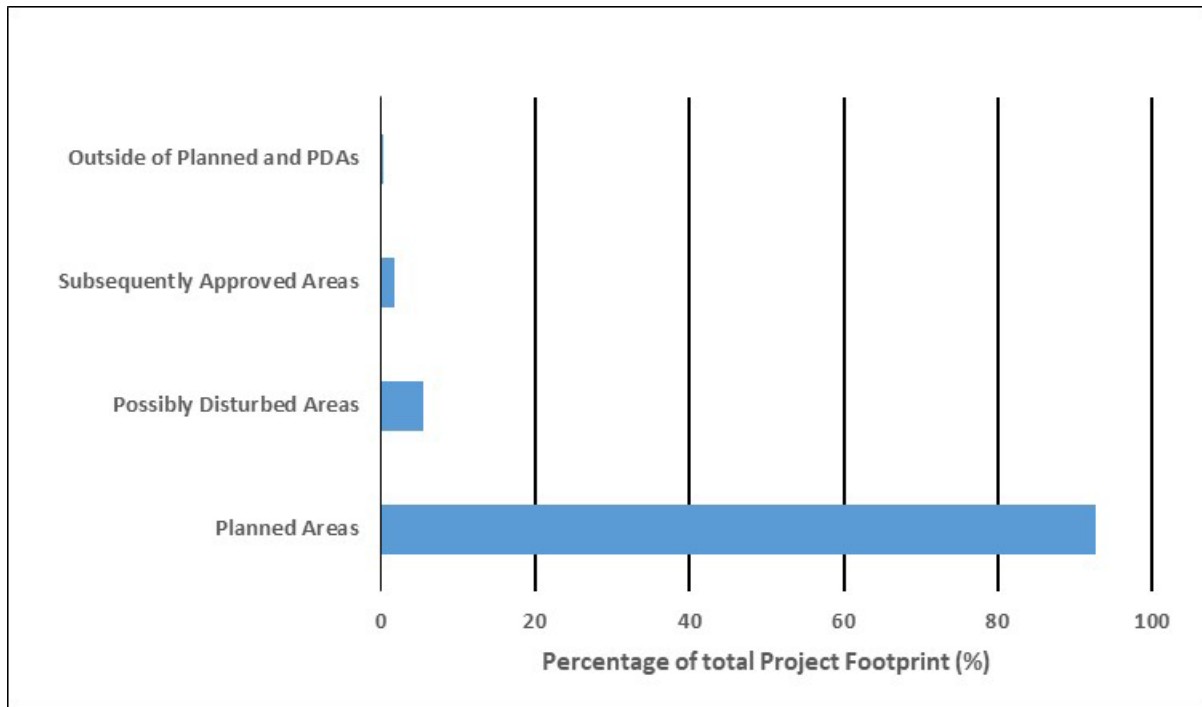 Outside of Planned and PDAs
Subsequently Approved Areas
Possibly Disturbed Areas
Planned Areas
0 20 40 60 80 100
Percentage of total Project Footprint (%)